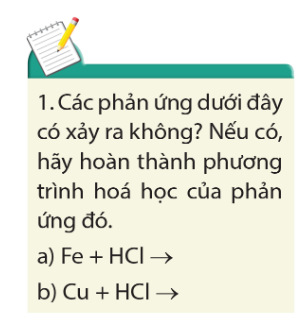 1. Các phản ứng dưới đây
có xảy ra không? Nếu có,
hãy hoàn thành phương
trình hoá học của phản
ứng đó.
a) Fe + HCl →
b) Cu + HCl →